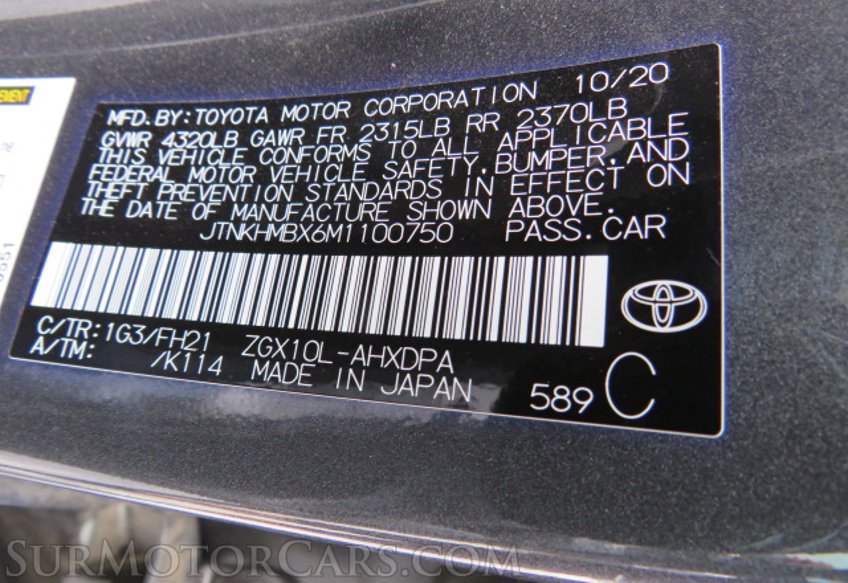 MFD.BY:TOYOTA MOTOR CORPORATION 10/20
GVWR 4320LB GAWR FR 2315LB RR 2370LB
THIS VEHICLE CONFORMS TO ALL APPLICABLE
FEDERAL MOTOR VEHICLE SAFETY,BUMPER,AND
THEFT PREVENTION STANDARDS IN EFFECT ON
THE DATE OF MANUFACTURE SHOWN ABOVE.
JTNKHMBX6M1100750 PASS.CAR
C/TR:1G3/FH21 ZGX10L-AHXDPA
A/TM: /K114 MADE IN JAPAN
589 C
SurMotorCars.com